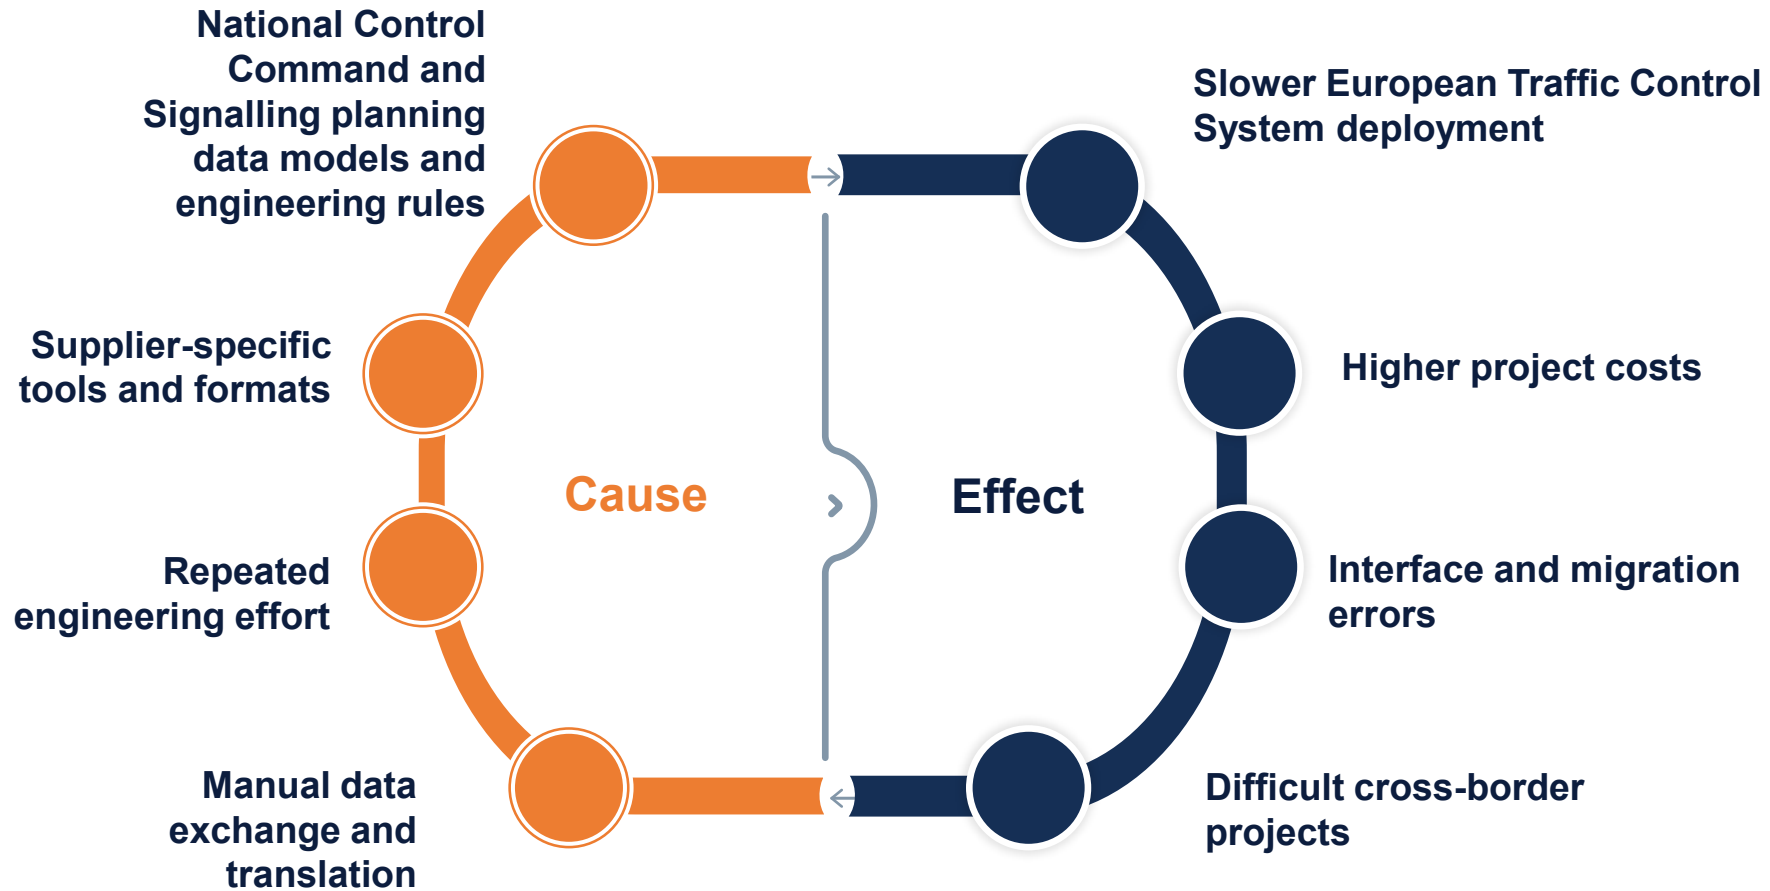 National Control
Command and
Signalling planning
data models and
engineering rules
Supplier-specific
tools and formats
Repeated
engineering effort
Manual data
exchange and
translation
Cause
Effect
Slower European Traffic Control
System deployment
Higher project costs
Interface and migration
errors
Difficult cross-border
projects